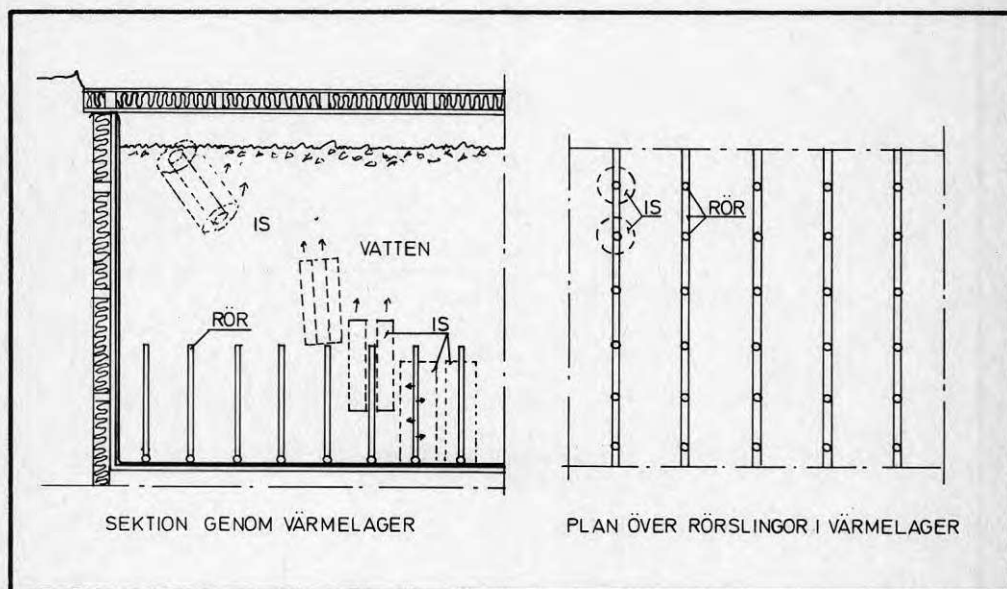 IS
VATTEN
RÖR
IS
SEKTION GENOM VÄRMELAGER
IS
RÖR
PLAN ÖVER RÖRSLINGOR I VÄRMELAGER